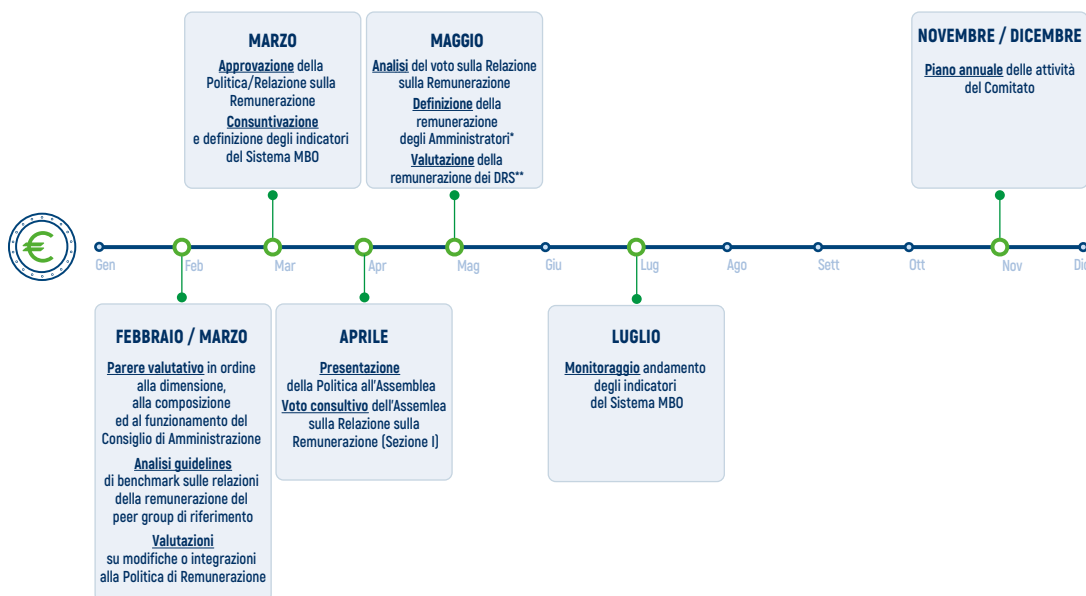 MARZO
Approvazione della
Politica/Relazione sulla
Remunerazione
Consuntivazione
e definizione degli indicatori
del Sistema MBO
MAGGIO
Analisi del voto sulla Relazione
sulla Remunerazione
Definizione della
remunerazione
degli Amministratori*
Valutazione della
remunerazione dei DRS**
NOVEMBRE / DICEMBRE
Piano annuale delle attività
del Comitato
€
Gen
Feb
Mar
Apr
Mag
Giu
Lug
Ago
Sett
Ott
Nov
Dic
FEBBRAIO / MARZO
Parere valutativo in ordine
alla dimensione,
alla composizione
ed al funzionamento del
Consiglio di Amministrazione
Analisi guidelines
di benchmark sulle relazioni
della remunerazione del
peer group di riferimento
Valutazioni
su modifiche o integrazioni
alla Politica di Remunerazione
APRILE
Presentazione
della Politica all'Assemblea
Voto consultivo dell'Assemlea
sulla Relazione sulla
Remunerazione (Sezione I)
LUGLIO
Monitoraggio andamento
degli indicatori
del Sistema MBO